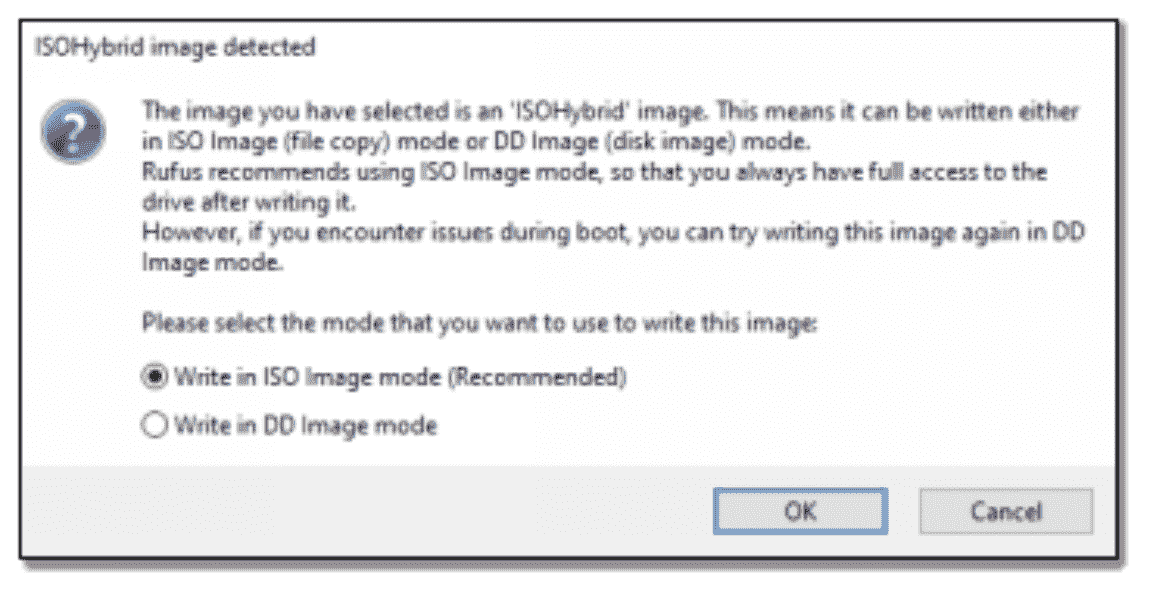 ISOHybrid image detected
The image you have selected is an 'ISOHybrid' image. This means it can be written either
in ISO Image (file copy) mode or DD Image (disk image) mode.
Rufus recommends using ISO Image mode, so that you always have full access to the
drive after writing it.
However, if you encounter issues during boot, you can try writing this image again in DD
Image mode.
Please select the mode that you want to use to write this image:
Write in ISO Image mode (Recommended)
Write in DD Image mode
OK Cancel